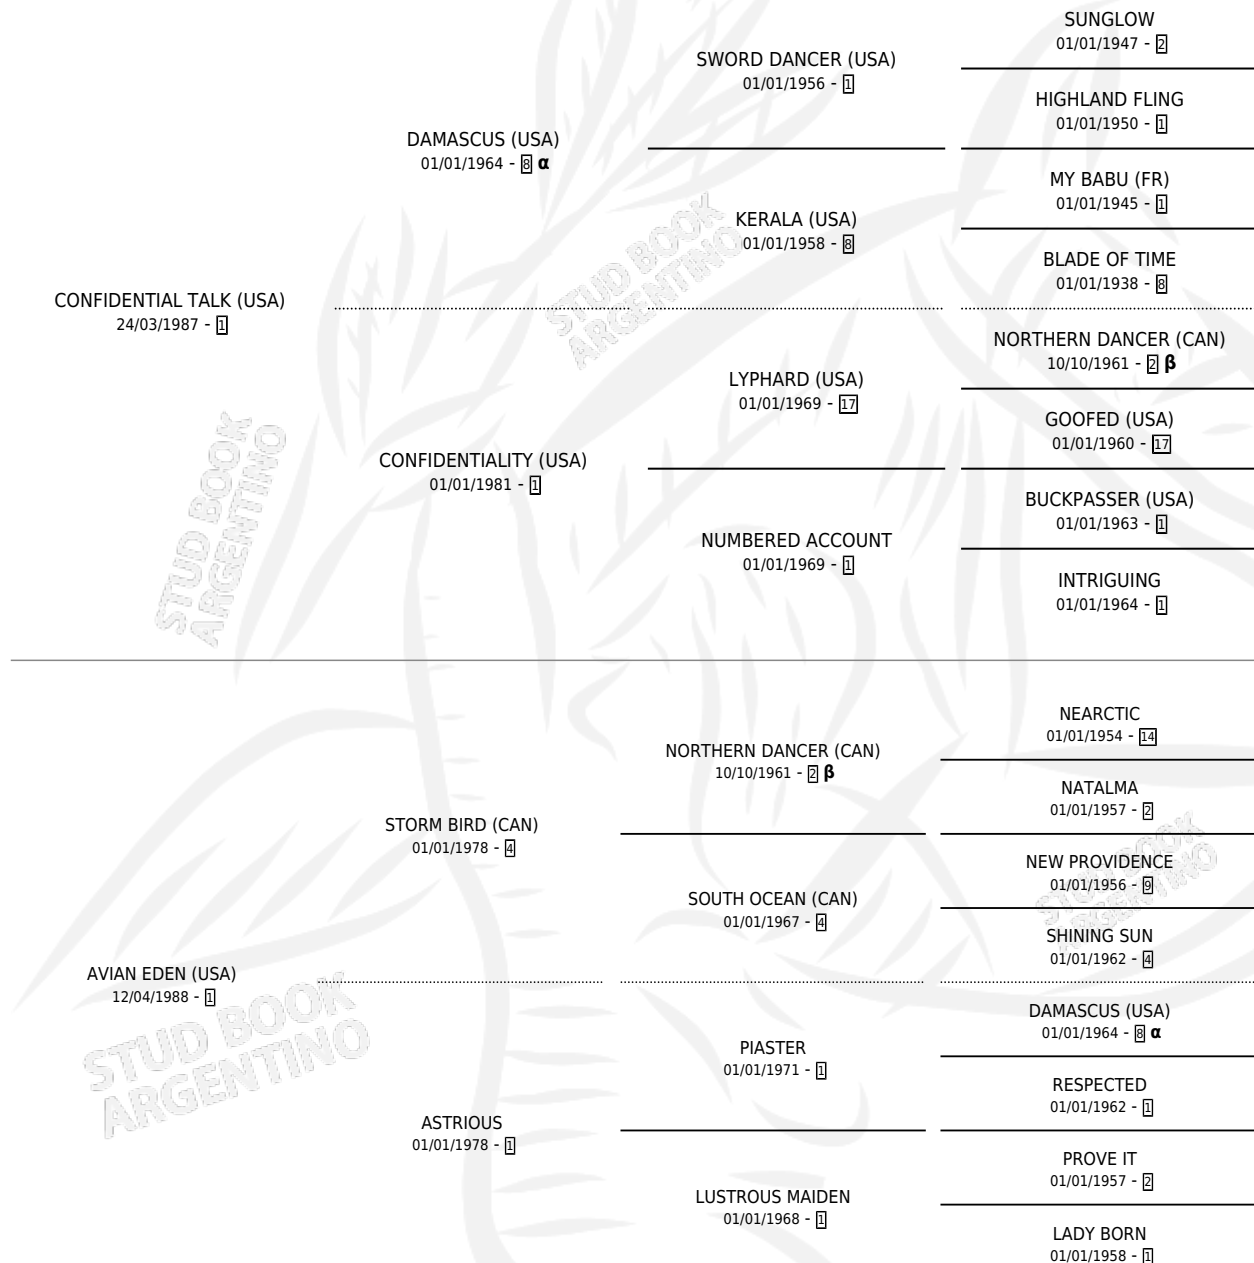 SUNGLOW
01/01/1947 - 2
SWORD DANCER (USA)
01/01/1956 - 1
HIGHLAND FLING
01/01/1950 - 1
DAMASCUS (USA)
01/01/1964 - 8 α
MY BABU (FR)
01/01/1945 - 1
KERALA (USA)
01/01/1958 - 8
BLADE OF TIME
01/01/1938 - 8
CONFIDENTIAL TALK (USA)
24/03/1987 - 1
NORTHERN DANCER (CAN)
10/10/1961 - 2 β
LYPHARD (USA)
01/01/1969 - 17
GOOFED (USA)
01/01/1960 - 17
CONFIDENTIALITY (USA)
01/01/1981 - 1
BUCKPASSER (USA)
01/01/1963 - 1
NUMBERED ACCOUNT
01/01/1969 - 1
INTRIGUING
01/01/1964 - 1
NEARCTIC
01/01/1954 - 14
NORTHERN DANCER (CAN)
10/10/1961 - 2 β
NATALMA
01/01/1957 - 2
STORM BIRD (CAN)
01/01/1978 - 4
NEW PROVIDENCE
01/01/1956 - 9
SOUTH OCEAN (CAN)
01/01/1967 - 4
SHINING SUN
01/01/1962 - 4
AVIAN EDEN (USA)
12/04/1988 - 1
DAMASCUS (USA)
01/01/1964 - 8 α
PIASTER
01/01/1971 - 1
RESPECTED
01/01/1962 - 1
ASTRIOUS
01/01/1978 - 1
PROVE IT
01/01/1957 - 2
LUSTROUS MAIDEN
01/01/1968 - 1
LADY BORN
01/01/1958 - 1
STUD BOOK
ARGENTINO
STUD BOOK
ARGENTINO
STUD BOOK
ARGENTINO
STUD BOOK
ARGENTINO